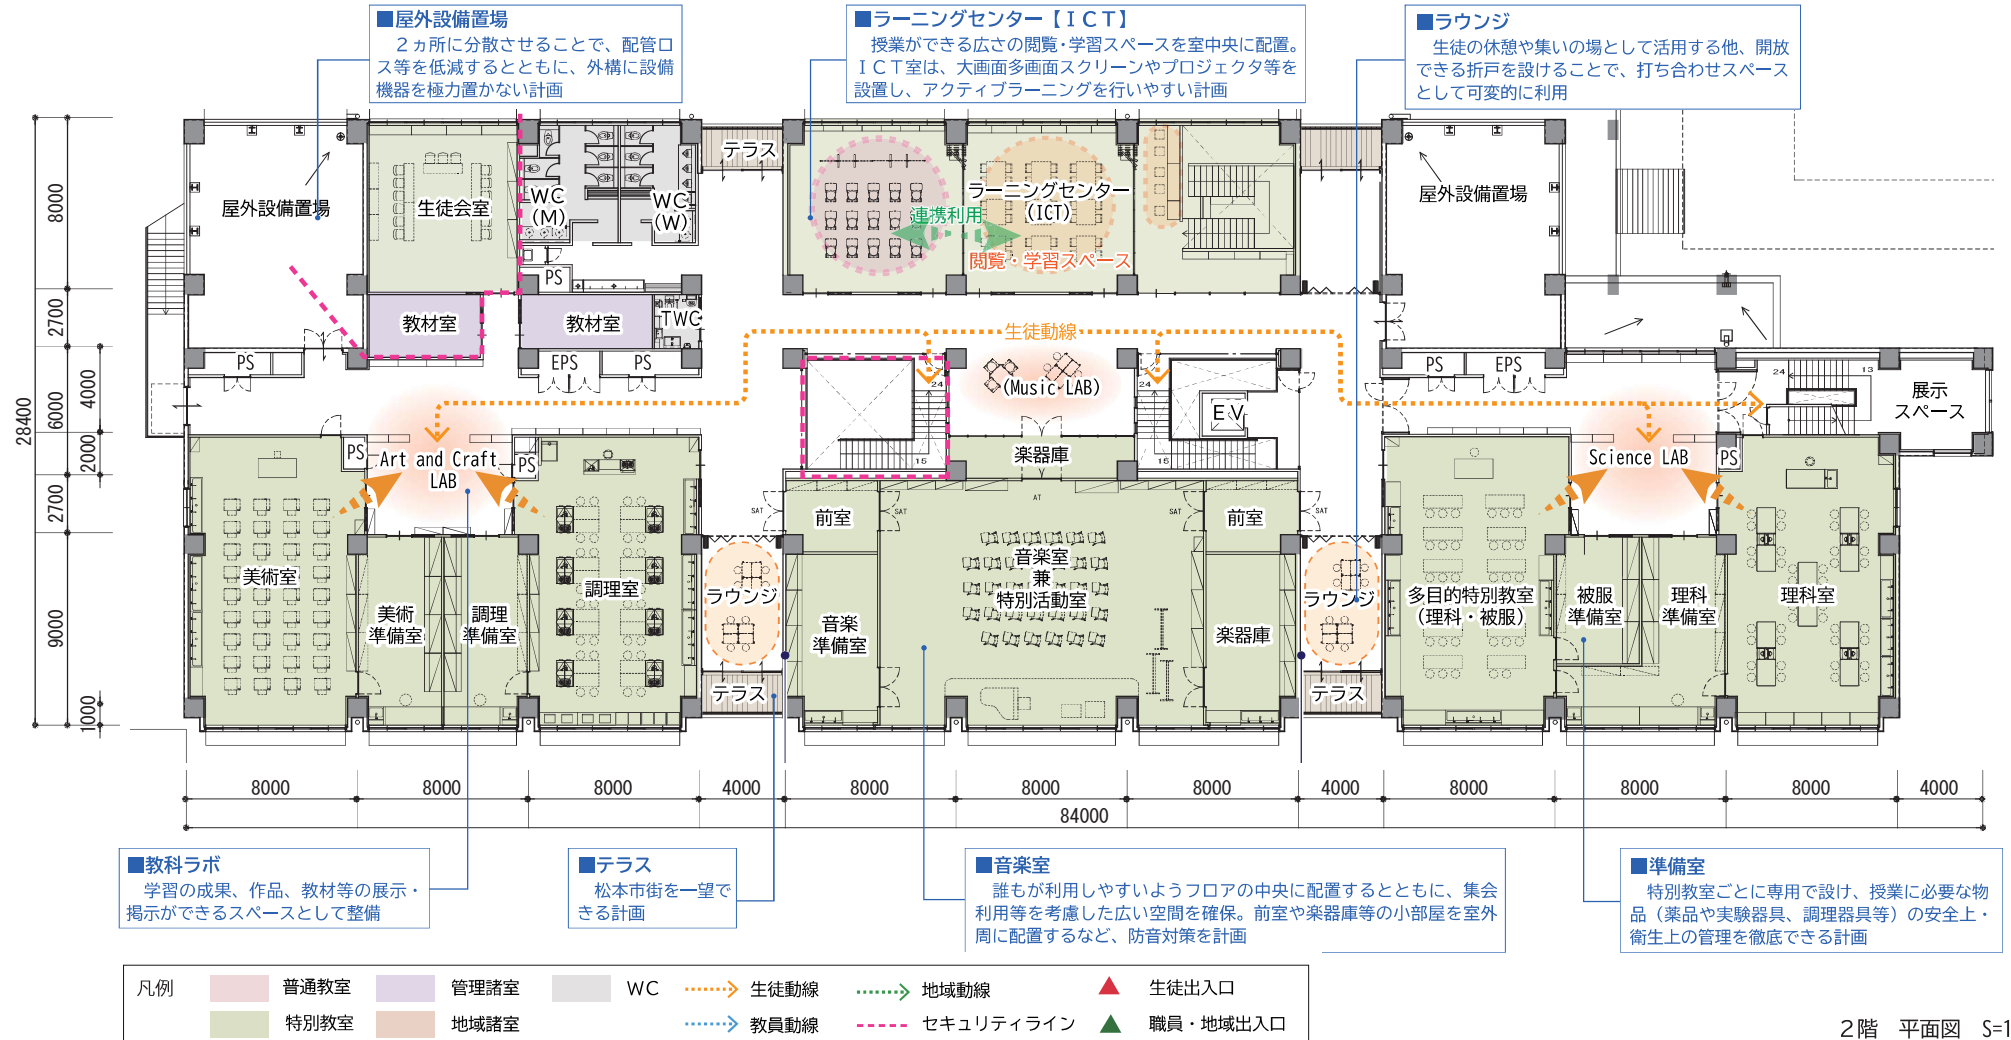 ■屋外設備置場
２ヵ所に分散させることで、配管ロ
ス等を低減するとともに、外構に設備
機器を極力置かない計画
■ラーニングセンター【ＩＣＴ】
授業ができる広さの閲覧・学習スペースを室中央に配置。
ＩＣＴ室は、大画面多画面スクリーンやプロジェクタ等を
設置し、アクティブラーニングを行いやすい計画
■ラウンジ
生徒の休憩や集いの場として活用する他、開放
できる折戸を設けることで、打ち合わせスペース
として可変的に利用
屋外設備置場
生徒会室
WC
(M)
WC
(W)
PS
テラス
ラーニングセンター
(ICT)
連携利用
閲覧・学習スペース
屋外設備置場
教材室
教材室
TWC
生徒動線
PS
EPS
PS
(Music LAB)
24
24
EV
PS
EPS
24
13
展示
スペース
PS
Art and Craft
LAB
PS
15
楽器庫
15
Science LAB
PS
SAT
前室
SAT
AT
SAT
前室
SAT
美術室
美術
準備室
調理
準備室
調理室
ラウンジ
音楽
準備室
音楽室
兼
特別活動室
楽器庫
ラウンジ
多目的特別教室
(理科・被服)
被服
準備室
理科
準備室
理科室
テラス
テラス
28400
8000
2700
4000
6000
2000
2700
9000
1000
8000
8000
8000
4000
8000
8000
8000
4000
8000
8000
8000
4000
84000
■教科ラボ
学習の成果、作品、教材等の展示・
掲示ができるスペースとして整備
■テラス
松本市街を一望で
きる計画
■音楽室
誰もが利用しやすいようフロアの中央に配置するとともに、集会
利用等を考慮した広い空間を確保。前室や楽器庫等の小部屋を室外
周に配置するなど、防音対策を計画
■準備室
特別教室ごとに専用で設け、授業に必要な物
品（薬品や実験器具、調理器具等）の安全上・
衛生上の管理を徹底できる計画
凡例
普通教室
管理諸室
WC
生徒動線
地域動線
生徒出入口
特別教室
地域諸室
教員動線
セキュリティライン
職員・地域出入口
２階　平面図　S=1